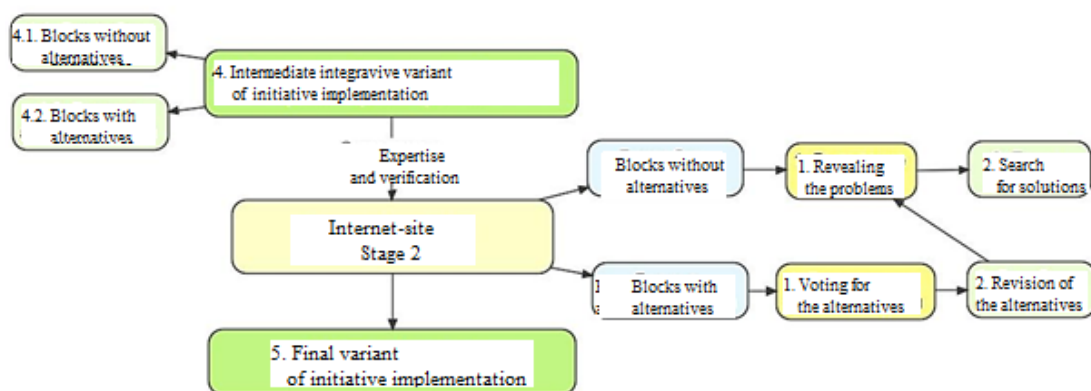 4.1. Blocks without
alternatives
4. Intermediate integravive variant
of initiative implementation
4.2. Blocks with
alternatives
Expertise
and verification
Blocks without
alternatives
1. Revealing
the problems
2. Search
for solutions
Internet-site
Stage 2
Blocks with
alternatives
1. Voting for
the alternatives
2. Revision of
the alternatives
5. Final variant
of initiative implementation